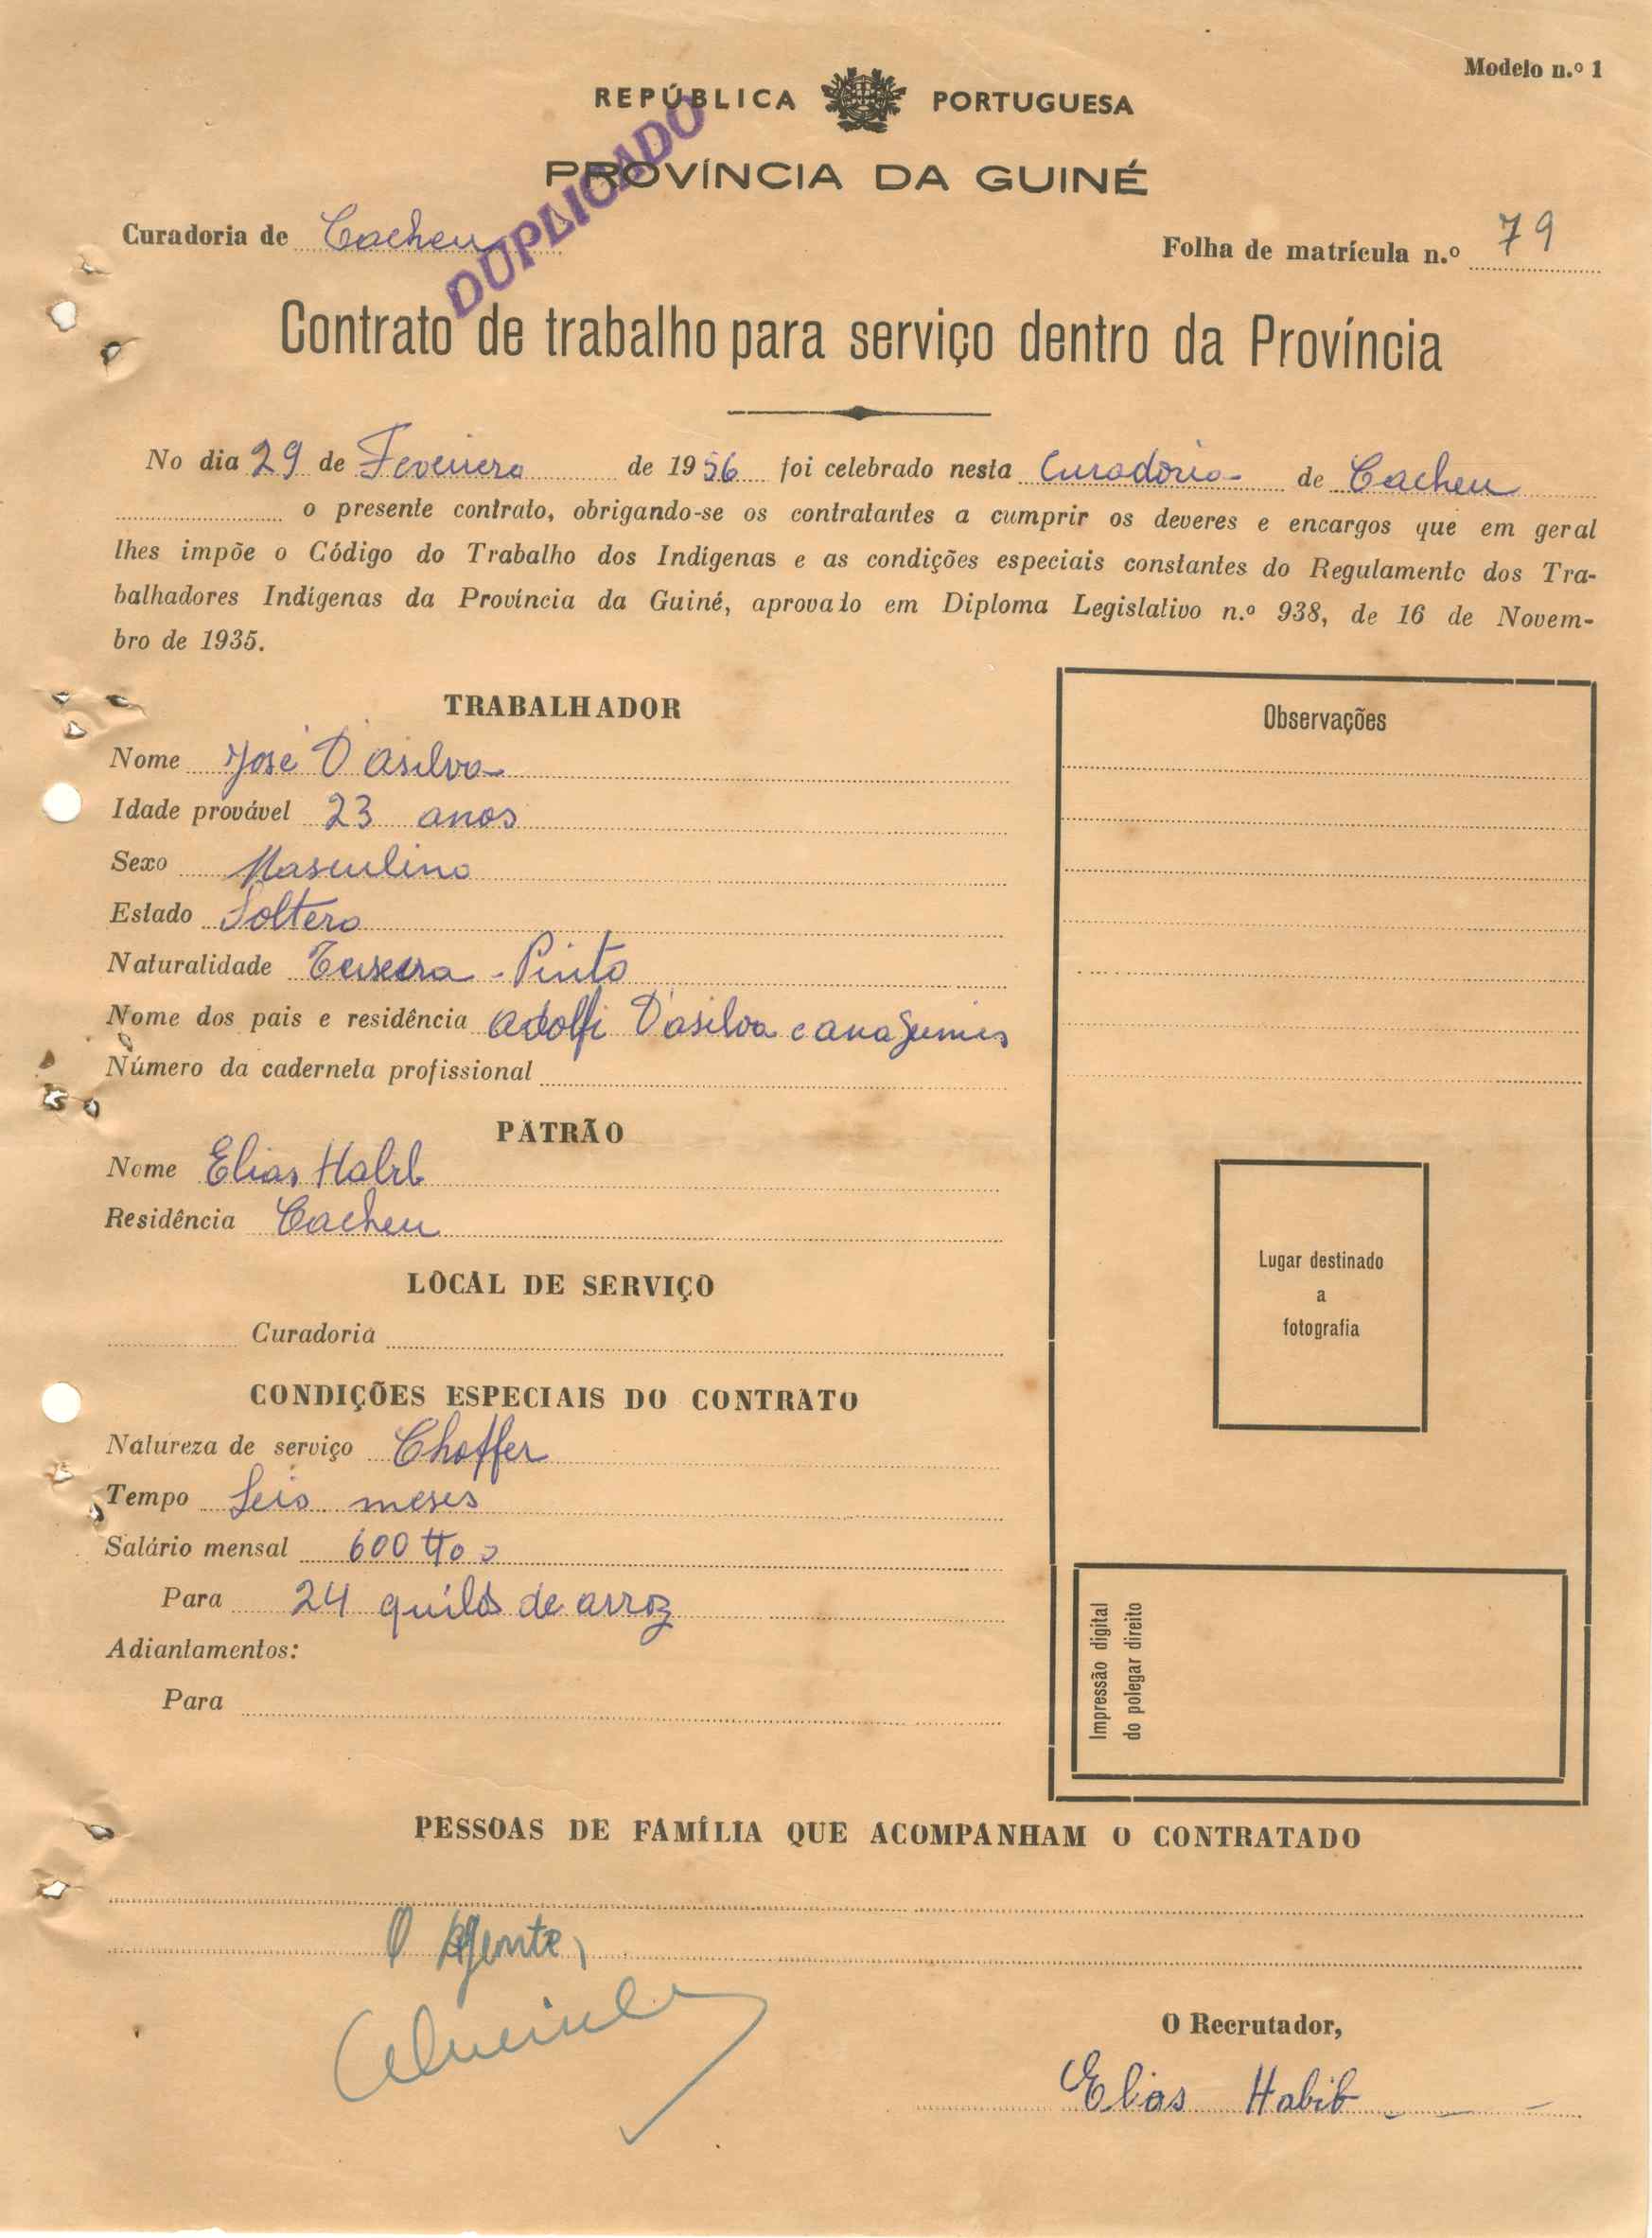 Modelo n.º 1
REPÚBLICA PORTUGUESA
DUPLICADO
PROVÍNCIA DA GUINÉ
Curadoria de Cacheu
Folha de matrícula n.º 79
Contrato de trabalho para serviço dentro da Província
No dia 29 de Fevereiro de 1956 foi celebrado nesta Curadoria de Cacheu
o presente contrato, obrigando-se os contratantes a cumprir os deveres e encargos que em geral
lhes impõe o Código do Trabalho dos Indígenas e as condições especiais constantes do Regulamento dos Tra-
balhadores Indígenas da Província da Guiné, aprovado em Diploma Legislativo n.º 938, de 16 de Novem-
bro de 1935.
TRABALHADOR
Nome José D'asilva
Idade provável 23 anos
Sexo Masculino
Estado Soltero
Naturalidade Teixeira-Pinto
Nome dos pais e residência Adolfi D'asilva e ana Gumis
Número da caderneta profissional
Observações
PATRÃO
Nome Elias Habib
Residência Cacheu
LOCAL DE SERVIÇO
Curadoria
Lugar destinado
a
fotografia
CONDIÇÕES ESPECIAIS DO CONTRATO
Natureza de serviço Choffer
Tempo Seis meses
Salário mensal 600$00
Para 24 quilos de arroz
Adiantamentos:
Para
Impressão digital
do polegar direito
PESSOAS DE FAMÍLIA QUE ACOMPANHAM O CONTRATADO
O Agente,
O Recrutador,
Elias Habib